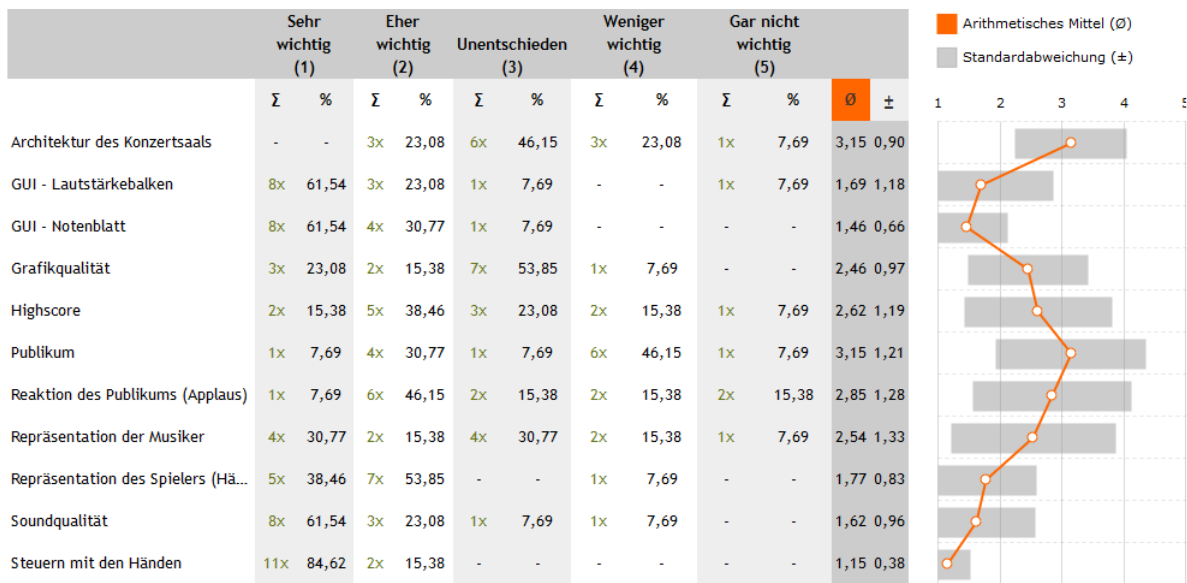 Sehr wichtig (1) Eher wichtig (2) Unentschieden (3) Weniger wichtig (4) Gar nicht wichtig (5)
Σ % Σ % Σ % Σ % Σ % Ø ±
Architektur des Konzertsaals - - 3x 23,08 6x 46,15 3x 23,08 1x 7,69 3,15 0,90
GUI - Lautstärkebalken 8x 61,54 3x 23,08 1x 7,69 - - 1x 7,69 1,69 1,18
GUI - Notenblatt 8x 61,54 4x 30,77 1x 7,69 - - - - 1,46 0,66
Grafikqualität 3x 23,08 2x 15,38 7x 53,85 1x 7,69 - - 2,46 0,97
Highscore 2x 15,38 5x 38,46 3x 23,08 2x 15,38 1x 7,69 2,62 1,19
Publikum 1x 7,69 4x 30,77 1x 7,69 6x 46,15 1x 7,69 3,15 1,21
Reaktion des Publikums (Applaus) 1x 7,69 6x 46,15 2x 15,38 2x 15,38 2x 15,38 2,85 1,28
Repräsentation der Musiker 4x 30,77 2x 15,38 4x 30,77 2x 15,38 1x 7,69 2,54 1,33
Repräsentation des Spielers (Hä... 5x 38,46 7x 53,85 - - 1x 7,69 - - 1,77 0,83
Soundqualität 8x 61,54 3x 23,08 1x 7,69 1x 7,69 - - 1,62 0,96
Steuern mit den Händen 11x 84,62 2x 15,38 - - - - - - 1,15 0,38
Arithmetisches Mittel (Ø)
Standardabweichung (±)
1 2 3 4 5